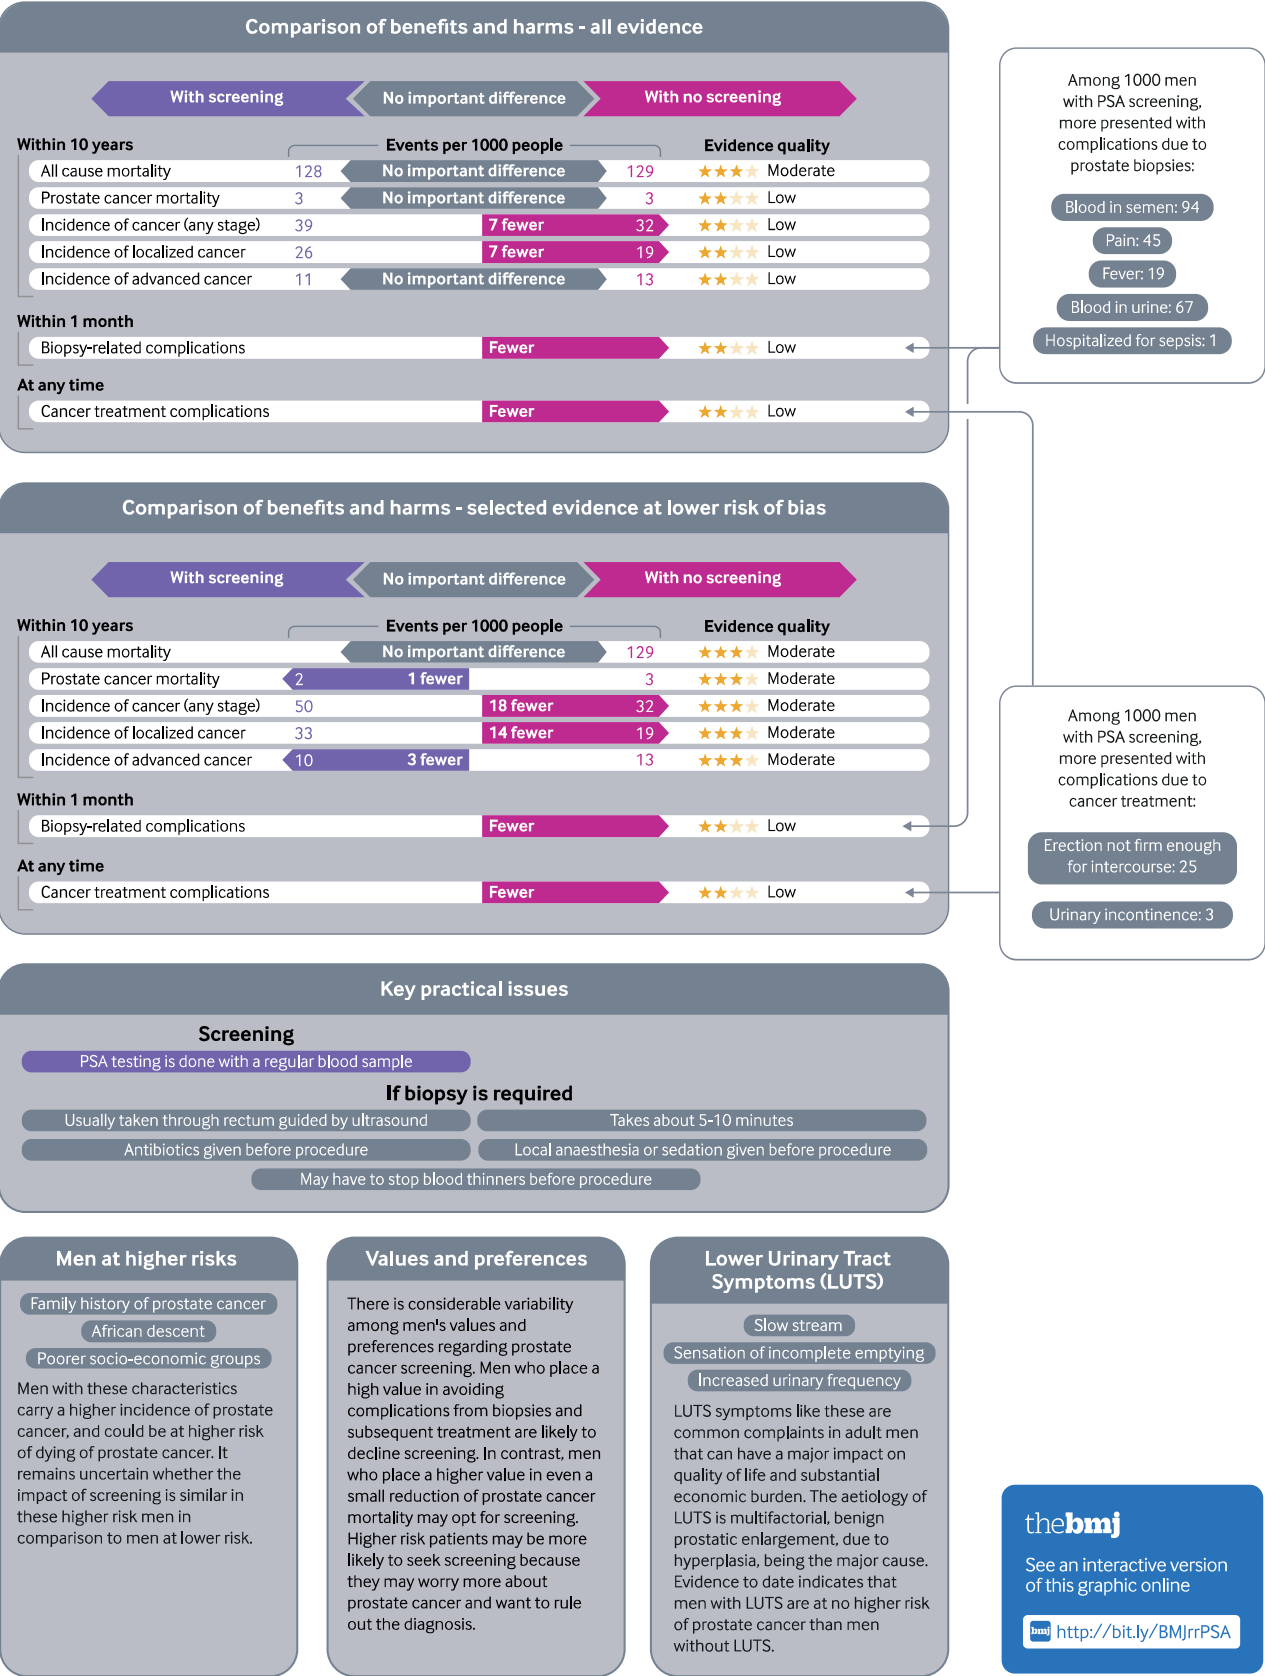 Comparison of benefits and harms - all evidence
With screening
No important difference
With no screening
Within 10 years
Events per 1000 people
Evidence quality
All cause mortality 128 No important difference 129 Moderate
Prostate cancer mortality 3 No important difference 3 Low
Incidence of cancer (any stage) 39 7 fewer 32 Low
Incidence of localized cancer 26 7 fewer 19 Low
Incidence of advanced cancer 11 No important difference 13 Low
Within 1 month
Biopsy-related complications Fewer Low
At any time
Cancer treatment complications Fewer Low
Among 1000 men
with PSA screening,
more presented with
complications due to
prostate biopsies:
Blood in semen: 94
Pain: 45
Fever: 19
Blood in urine: 67
Hospitalized for sepsis: 1
Comparison of benefits and harms - selected evidence at lower risk of bias
With screening
No important difference
With no screening
Within 10 years
Events per 1000 people
Evidence quality
All cause mortality No important difference 129 Moderate
Prostate cancer mortality 2 1 fewer 3 Moderate
Incidence of cancer (any stage) 50 18 fewer 32 Moderate
Incidence of localized cancer 33 14 fewer 19 Moderate
Incidence of advanced cancer 10 3 fewer 13 Moderate
Within 1 month
Biopsy-related complications Fewer Low
At any time
Cancer treatment complications Fewer Low
Among 1000 men
with PSA screening,
more presented with
complications due to
cancer treatment:
Erection not firm enough
for intercourse: 25
Urinary incontinence: 3
Key practical issues
Screening
PSA testing is done with a regular blood sample
If biopsy is required
Usually taken through rectum guided by ultrasound
Takes about 5-10 minutes
Antibiotics given before procedure
Local anaesthesia or sedation given before procedure
May have to stop blood thinners before procedure
Men at higher risks
Family history of prostate cancer
African descent
Poorer socio-economic groups
Men with these characteristics
carry a higher incidence of prostate
cancer, and could be at higher risk
of dying of prostate cancer. It
remains uncertain whether the
impact of screening is similar in
these higher risk men in
comparison to men at lower risk.
Values and preferences
There is considerable variability
among men's values and
preferences regarding prostate
cancer screening. Men who place a
high value in avoiding
complications from biopsies and
subsequent treatment are likely to
decline screening. In contrast, men
who place a higher value in even a
small reduction of prostate cancer
mortality may opt for screening.
Higher risk patients may be more
likely to seek screening because
they may worry more about
prostate cancer and want to rule
out the diagnosis.
Lower Urinary Tract
Symptoms (LUTS)
Slow stream
Sensation of incomplete emptying
Increased urinary frequency
LUTS symptoms like these are
common complaints in adult men
that can have a major impact on
quality of life and substantial
economic burden. The aetiology of
LUTS is multifactorial, benign
prostatic enlargement, due to
hyperplasia, being the major cause.
Evidence to date indicates that
men with LUTS are at no higher risk
of prostate cancer than men
without LUTS.
thebmj
See an interactive version
of this graphic online
bmj http://bit.ly/BMJrrPSA